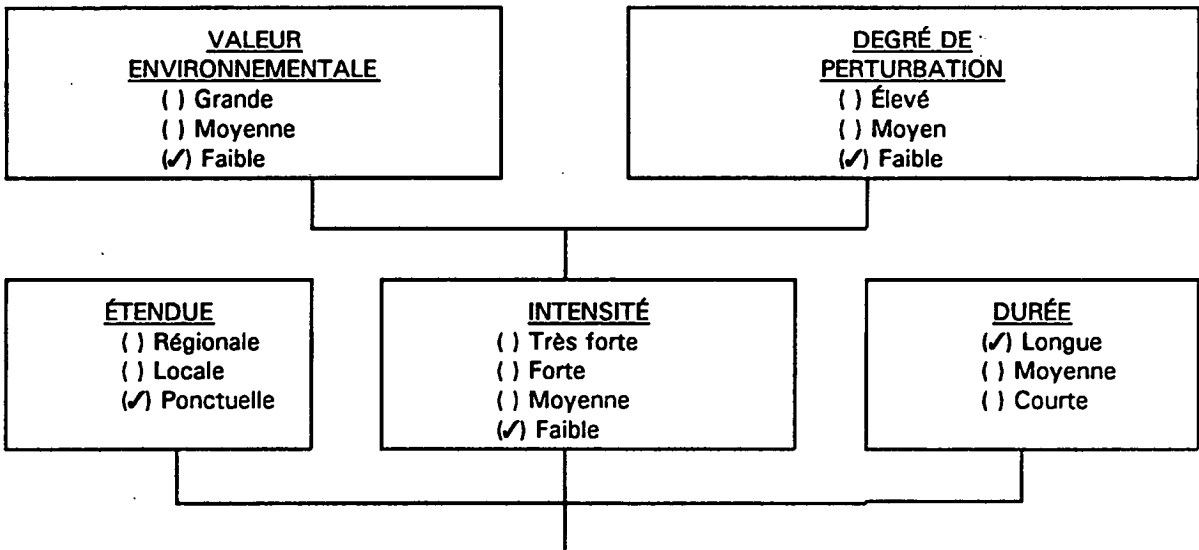 VALEUR
ENVIRONNEMENTALE
( ) Grande
( ) Moyenne
(✓) Faible
DEGRÉ DE
PERTURBATION
( ) Élevé
( ) Moyen
(✓) Faible
ÉTENDUE
( ) Régionale
( ) Locale
(✓) Ponctuelle
INTENSITÉ
( ) Très forte
( ) Forte
( ) Moyenne
(✓) Faible
DURÉE
(✓) Longue
( ) Moyenne
( ) Courte